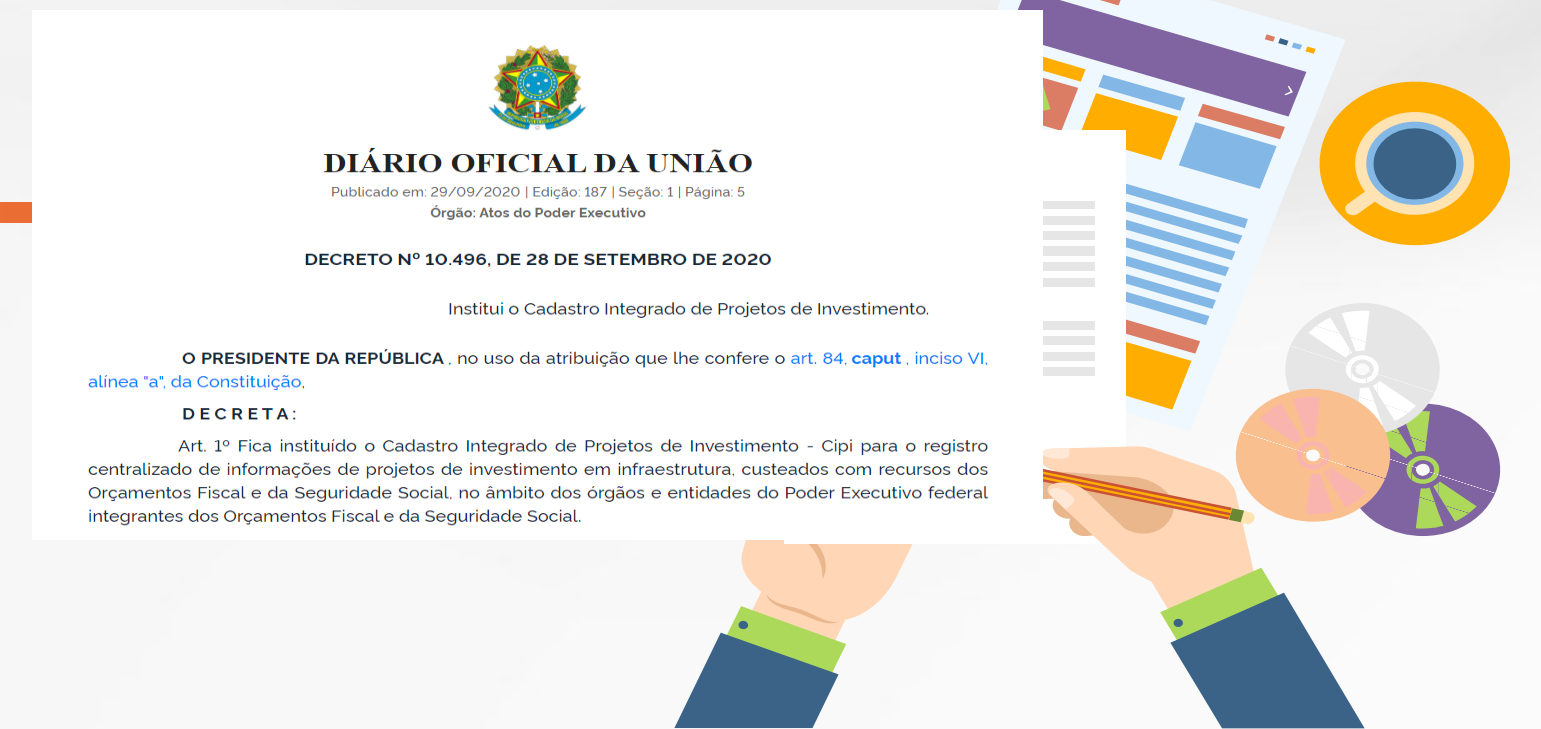 DIÁRIO OFICIAL DA UNIÃO
Publicado em: 29/09/2020 | Edição: 187 | Seção: 1 | Página: 5
Órgão: Atos do Poder Executivo
DECRETO Nº 10.496, DE 28 DE SETEMBRO DE 2020
Institui o Cadastro Integrado de Projetos de Investimento.
O PRESIDENTE DA REPÚBLICA , no uso da atribuição que lhe confere o art. 84, caput , inciso VI,
alínea "a", da Constituição,
D E C R E T A :
Art. 1º Fica instituído o Cadastro Integrado de Projetos de Investimento - Cipi para o registro
centralizado de informações de projetos de investimento em infraestrutura, custeados com recursos dos
Orçamentos Fiscal e da Seguridade Social, no âmbito dos órgãos e entidades do Poder Executivo federal
integrantes dos Orçamentos Fiscal e da Seguridade Social.